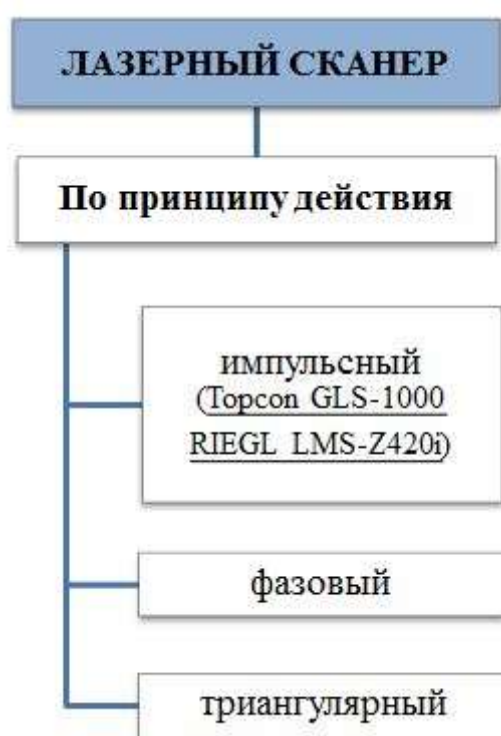 ЛАЗЕРНЫЙ СКАНЕР
По принципу действия
импульсный
(Topcon GLS-1000
RIEGL LMS-Z420i)
фазовый
триангулярный